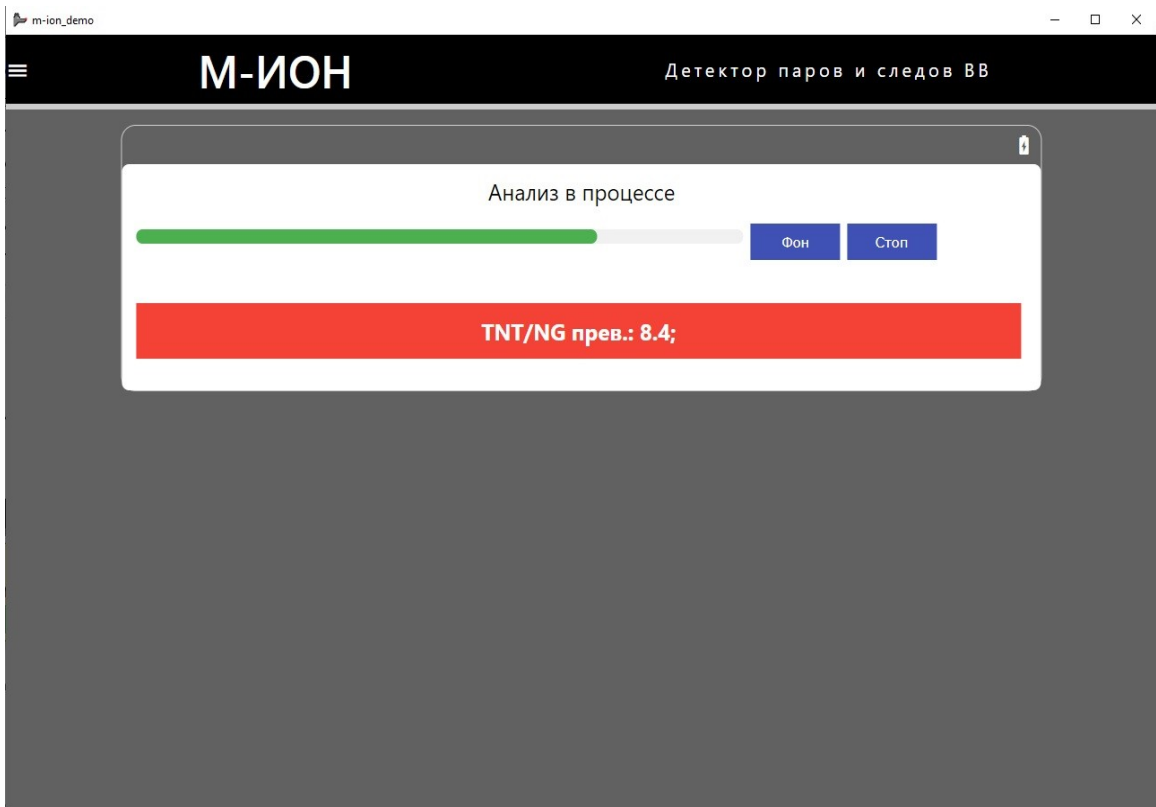 m-ion_demo
М-ИОН
Детектор паров и следов ВВ
Анализ в процессе
Фон
Стоп
TNT/NG прев.: 8.4;